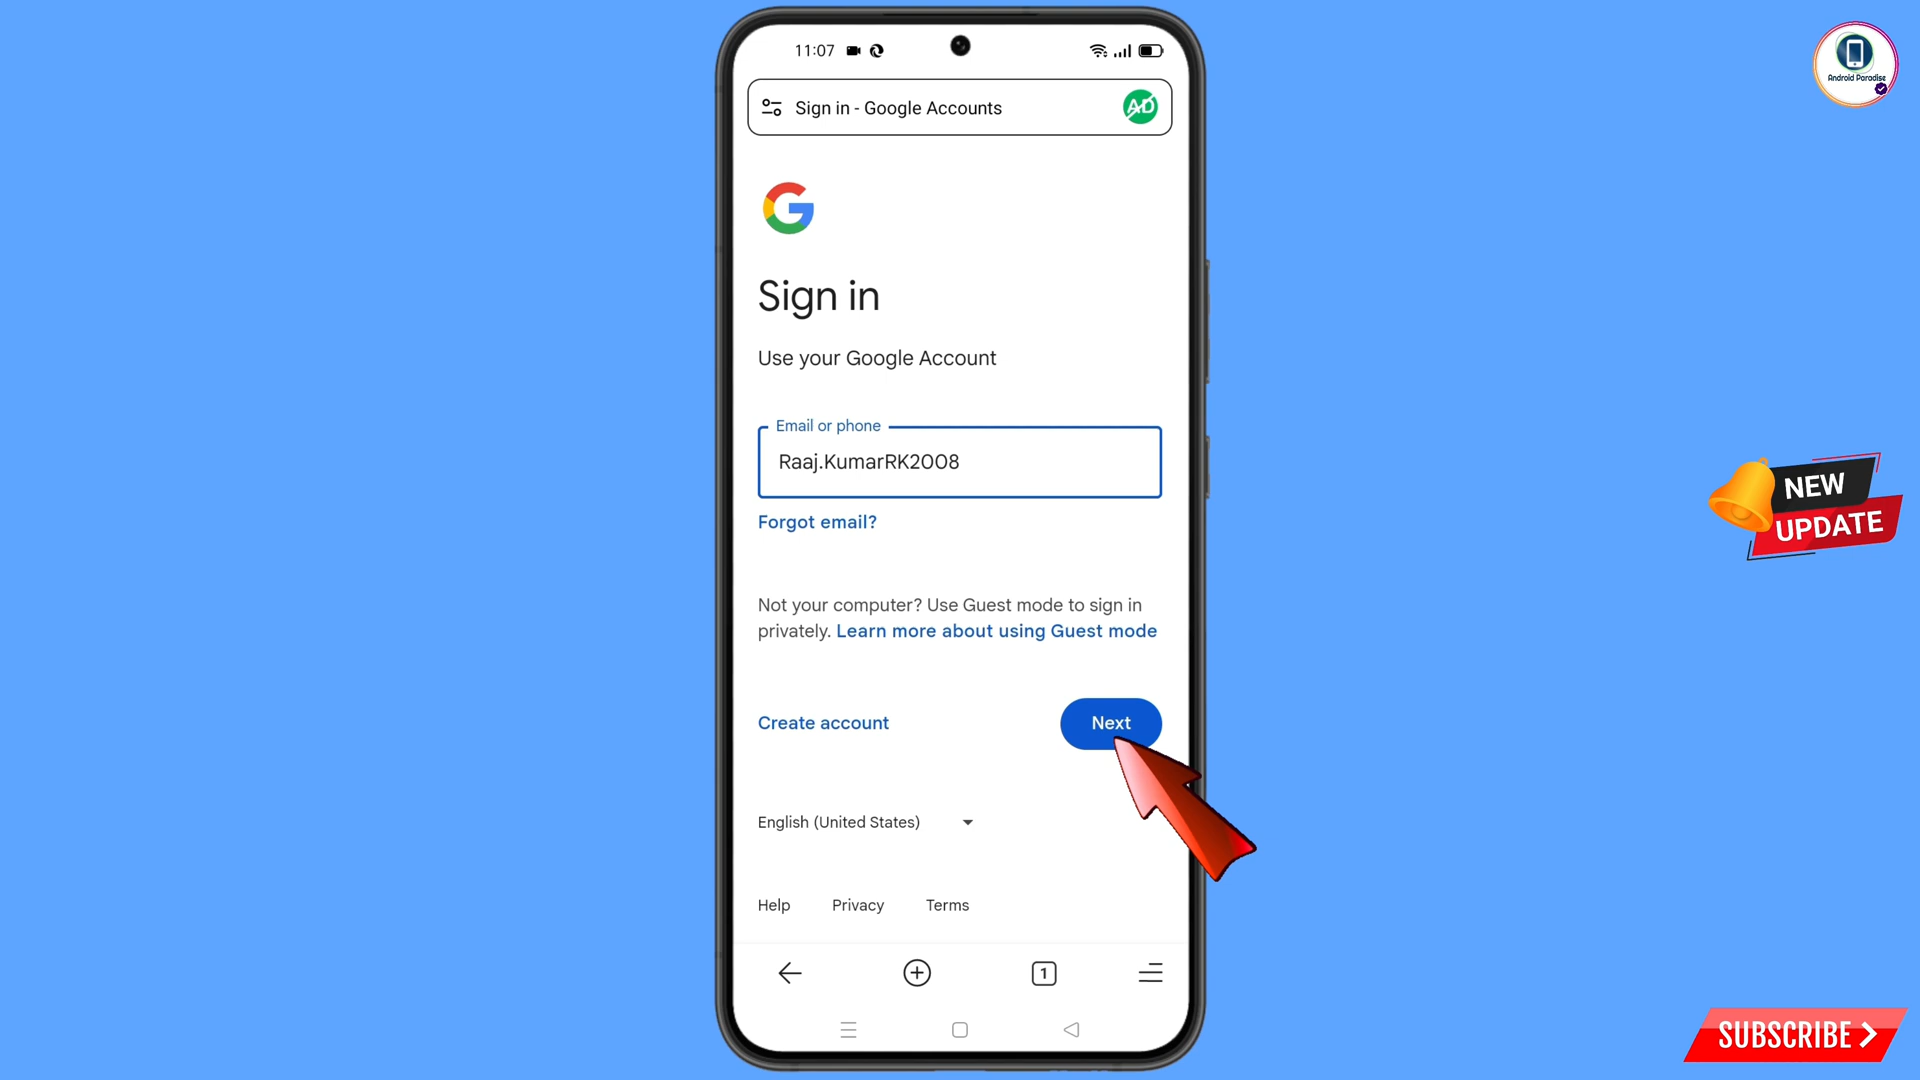 11:07
Sign in - Google Accounts
AD
Android Paradise
Sign in
Use your Google Account
Email or phone
Raaj.KumarRK2008
Forgot email?
NEW
UPDATE
Not your computer? Use Guest mode to sign in
privately. Learn more about using Guest mode
Create account
Next
English (United States)
Help Privacy Terms
1
SUBSCRIBE